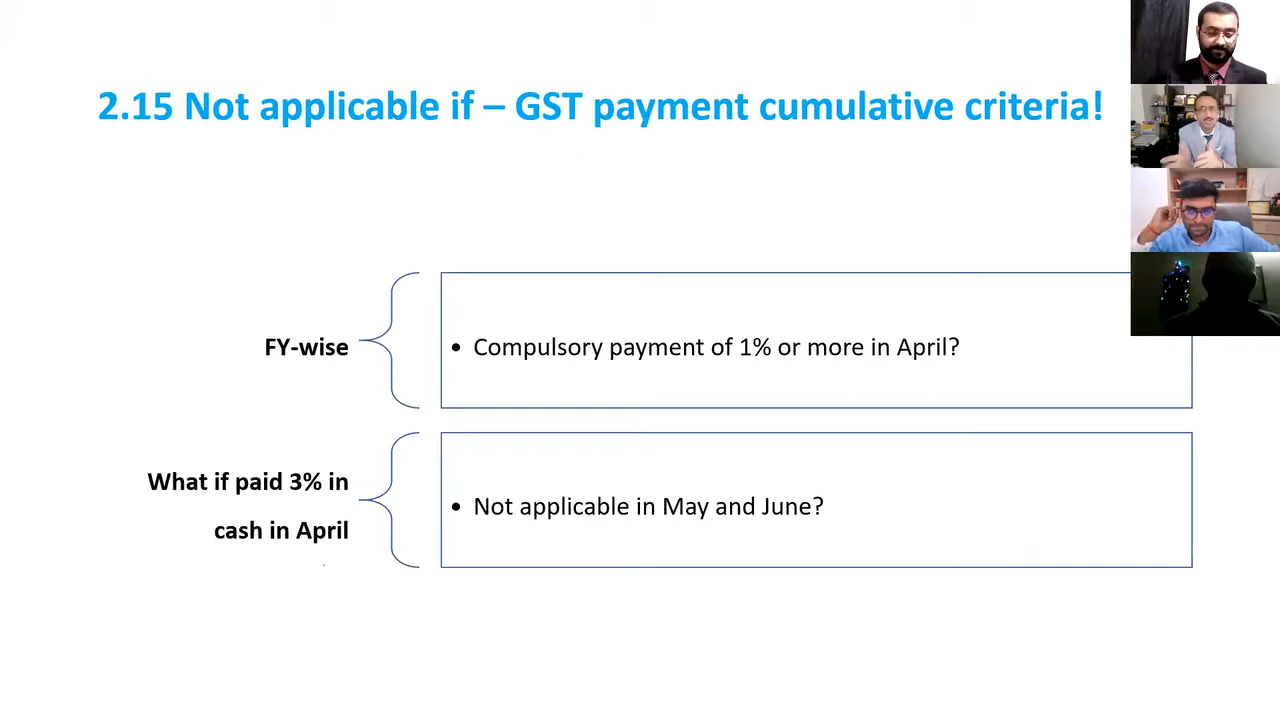 2.15 Not applicable if – GST payment cumulative criteria!
FY-wise
• Compulsory payment of 1% or more in April?
What if paid 3% in
cash in April
• Not applicable in May and June?